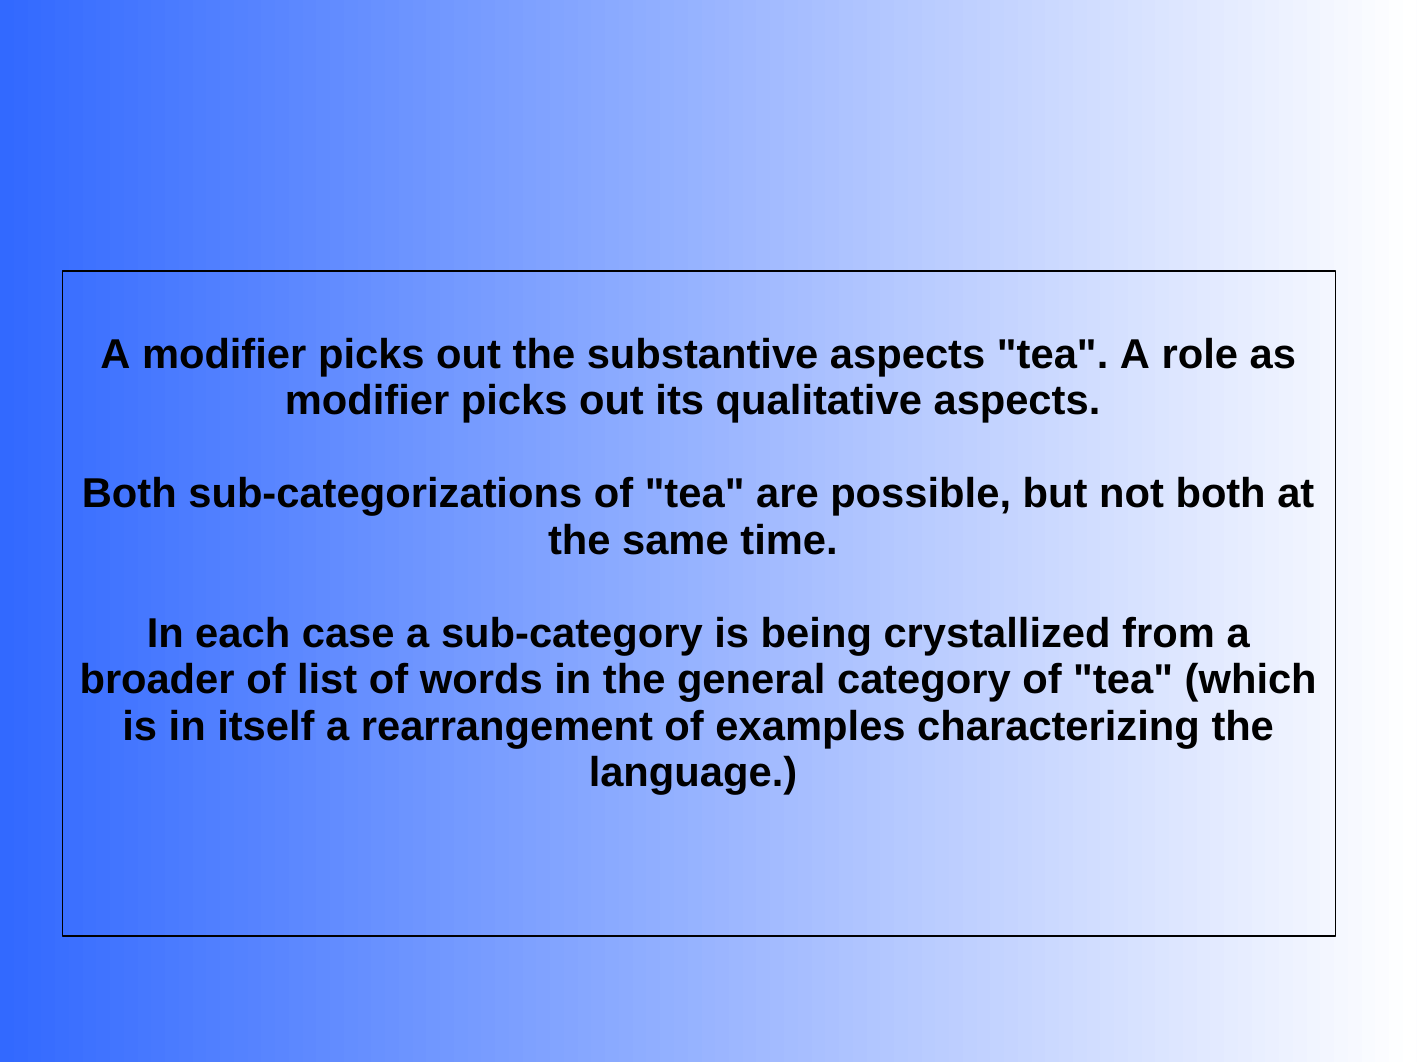 A modifier picks out the substantive aspects "tea". A role as
modifier picks out its qualitative aspects.
Both sub-categorizations of "tea" are possible, but not both at
the same time.
In each case a sub-category is being crystallized from a
broader of list of words in the general category of "tea" (which
is in itself a rearrangement of examples characterizing the
language.)